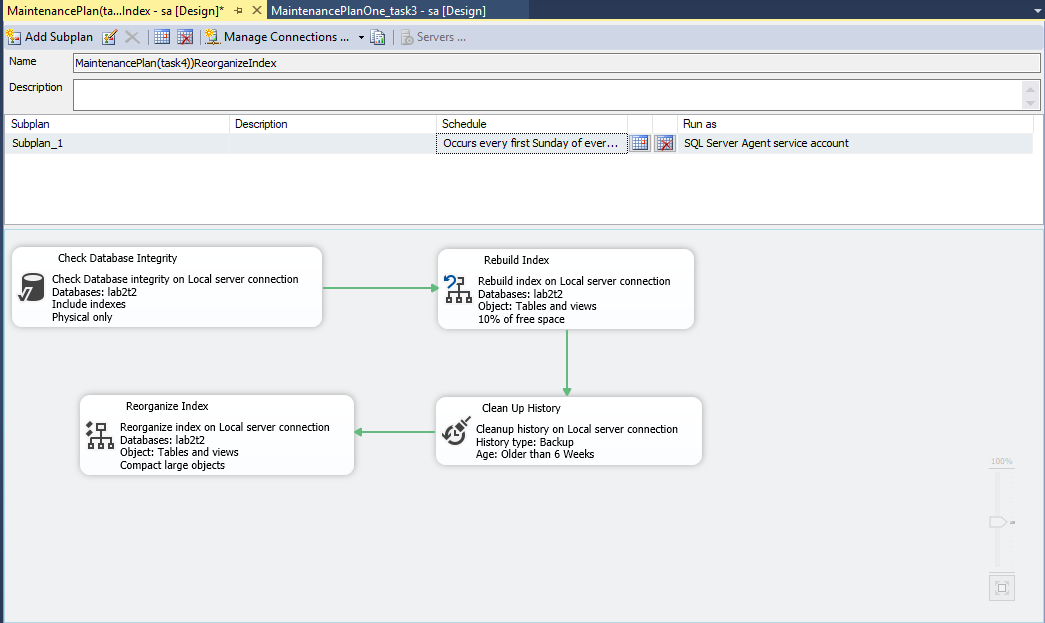 MaintenancePlan(ta...Index - sa [Design]*
MaintenancePlanOne_task3 - sa [Design]
Add Subplan
Manage Connections ...
Servers ...
Name
MaintenancePlan(task4))ReorganizeIndex
Description
Subplan Description Schedule Run as
Subplan_1 Occurs every first Sunday of ever... SQL Server Agent service account
Check Database Integrity
Check Database integrity on Local server connection
Databases: lab2t2
Include indexes
Physical only
Rebuild Index
Rebuild index on Local server connection
Databases: lab2t2
Object: Tables and views
10% of free space
Reorganize Index
Reorganize index on Local server connection
Databases: lab2t2
Object: Tables and views
Compact large objects
Clean Up History
Cleanup history on Local server connection
History type: Backup
Age: Older than 6 Weeks
100%